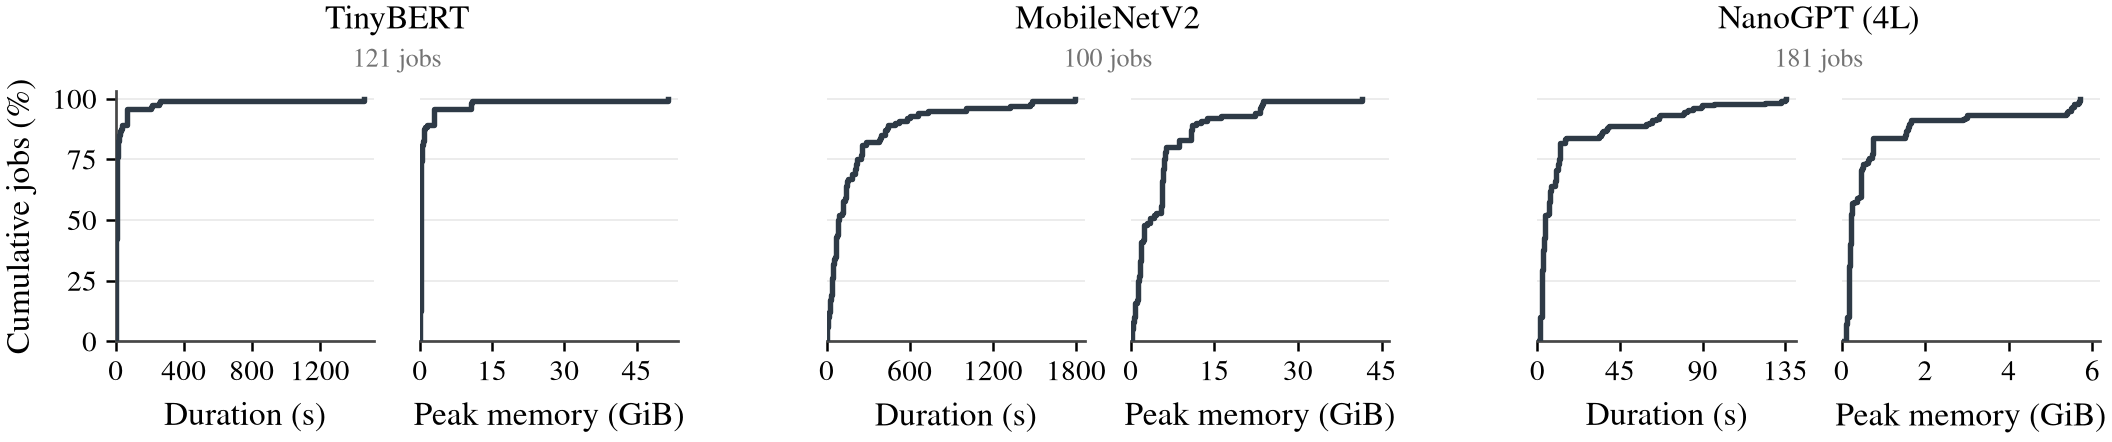 TinyBERT
121 jobs
MobileNetV2
100 jobs
NanoGPT (4L)
181 jobs
Cumulative jobs (%)
100
75
50
25
0
0 400 800 1200
0 15 30 45
0 600 1200 1800
0 15 30 45
0 45 90 135
0 2 4 6
Duration (s)
Peak memory (GiB)
Duration (s)
Peak memory (GiB)
Duration (s)
Peak memory (GiB)